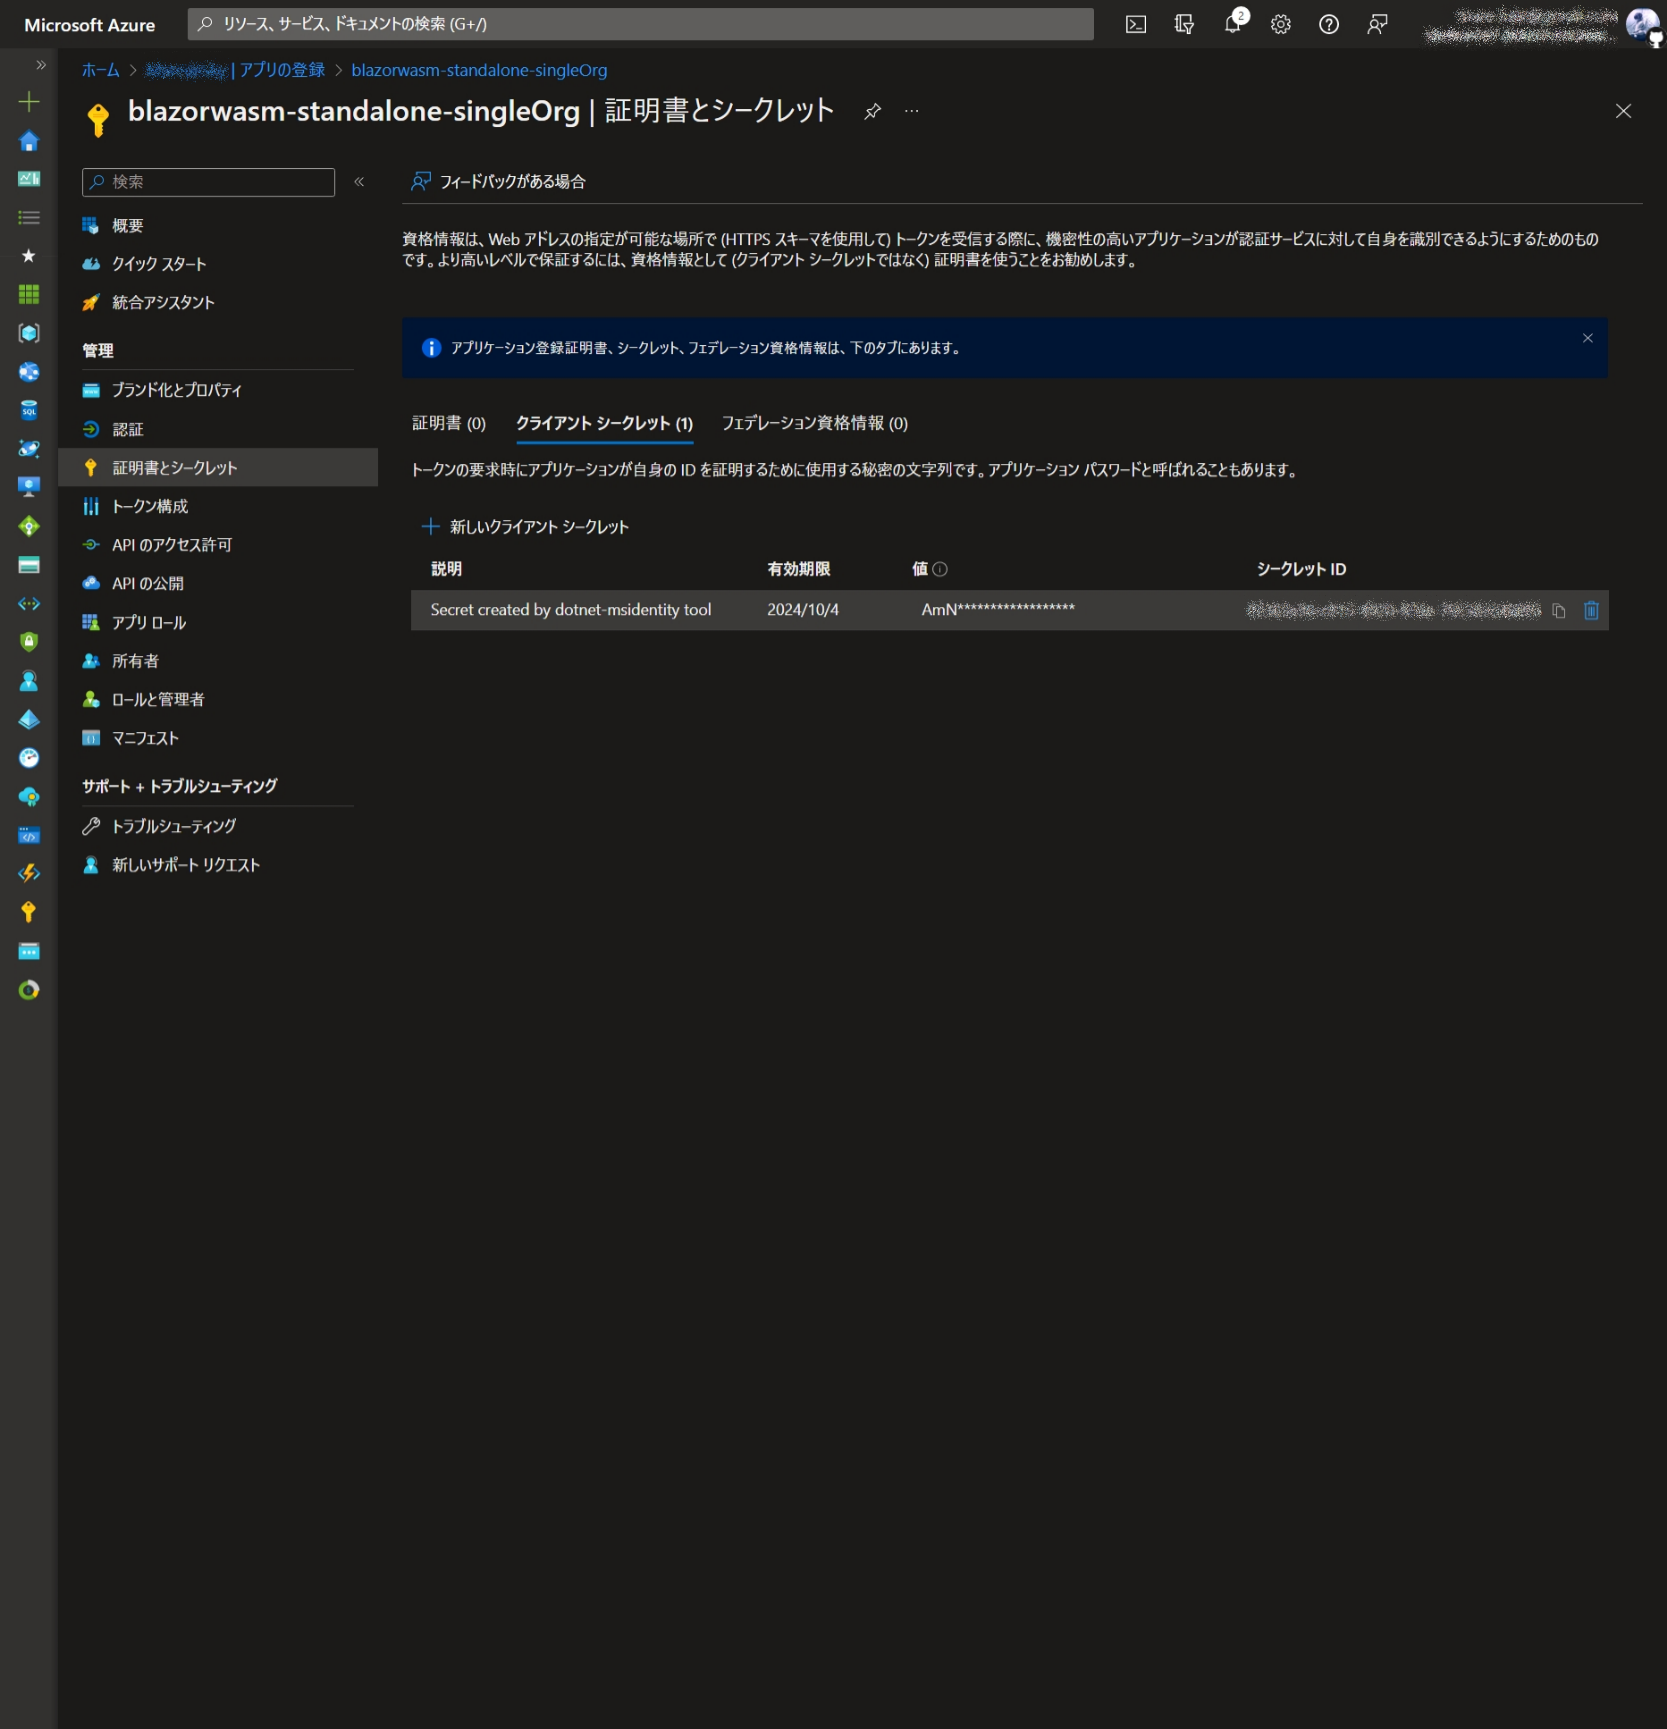 Microsoft Azure
リソース、サービス、ドキュメントの検索 (G+/)
2
ホーム > | アプリの登録 > blazorwasm-standalone-singleOrg
blazorwasm-standalone-singleOrg | 証明書とシークレット
検索
概要
クイック スタート
統合アシスタント
管理
ブランド化とプロパティ
認証
証明書とシークレット
トークン構成
API のアクセス許可
API の公開
アプリ ロール
所有者
ロールと管理者
マニフェスト
サポート + トラブルシューティング
トラブルシューティング
新しいサポート リクエスト
フィードバックがある場合
資格情報は、Web アドレスの指定が可能な場所で (HTTPS スキーマを使用して) トークンを受信する際に、機密性の高いアプリケーションが認証サービスに対して自身を識別できるようにするためのもの
です。より高いレベルで保証するには、資格情報として (クライアント シークレットではなく) 証明書を使うことをお勧めします。
アプリケーション登録証明書、シークレット、フェデレーション資格情報は、下のタブにあります。
証明書 (0) クライアント シークレット (1) フェデレーション資格情報 (0)
トークンの要求時にアプリケーションが自身の ID を証明するために使用する秘密の文字列です。アプリケーション パスワードと呼ばれることもあります。
新しいクライアント シークレット
説明 有効期限 値 シークレット ID
Secret created by dotnet-msidentity tool 2024/10/4 AmN******************